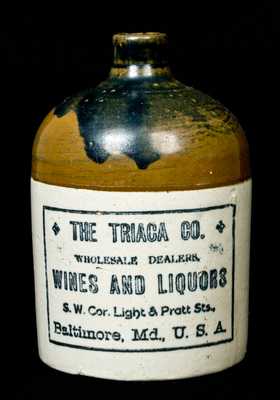 THE TRIACA CO.
WHOLESALE DEALERS,
WINES AND LIQUORS
S. W. Cor. Light & Pratt Sts.,
Baltimore, Md., U. S. A.